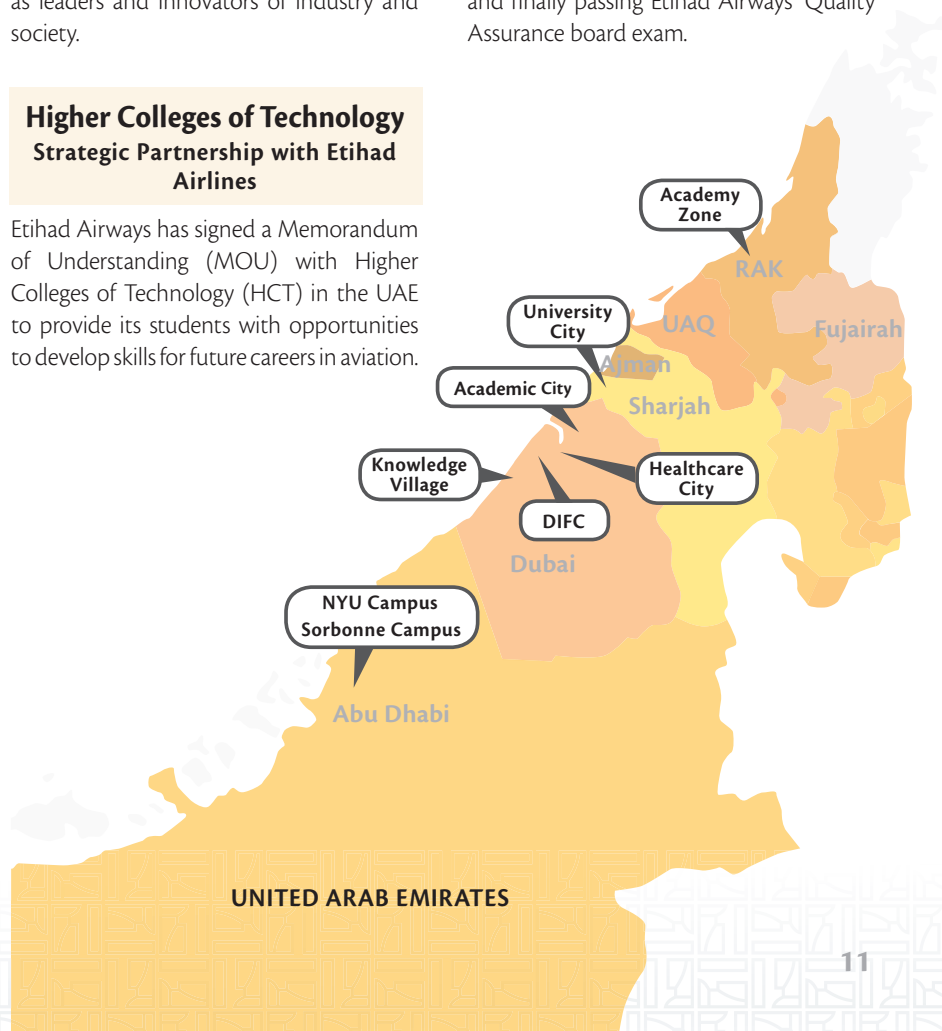 as leaders and innovators of industry and
society.
Higher Colleges of Technology
Strategic Partnership with Etihad
Airlines
Etihad Airways has signed a Memorandum
of Understanding (MOU) with Higher
Colleges of Technology (HCT) in the UAE
to provide its students with opportunities
to develop skills for future careers in aviation.
and finally passing Etihad Airways' Quality
Assurance board exam.
Academy
Zone
RAK
University
City
UAQ
Fujairah
Ajman
Academic City
Sharjah
Knowledge
Village
Healthcare
City
DIFC
Dubai
NYU Campus
Sorbonne Campus
Abu Dhabi
UNITED ARAB EMIRATES
11